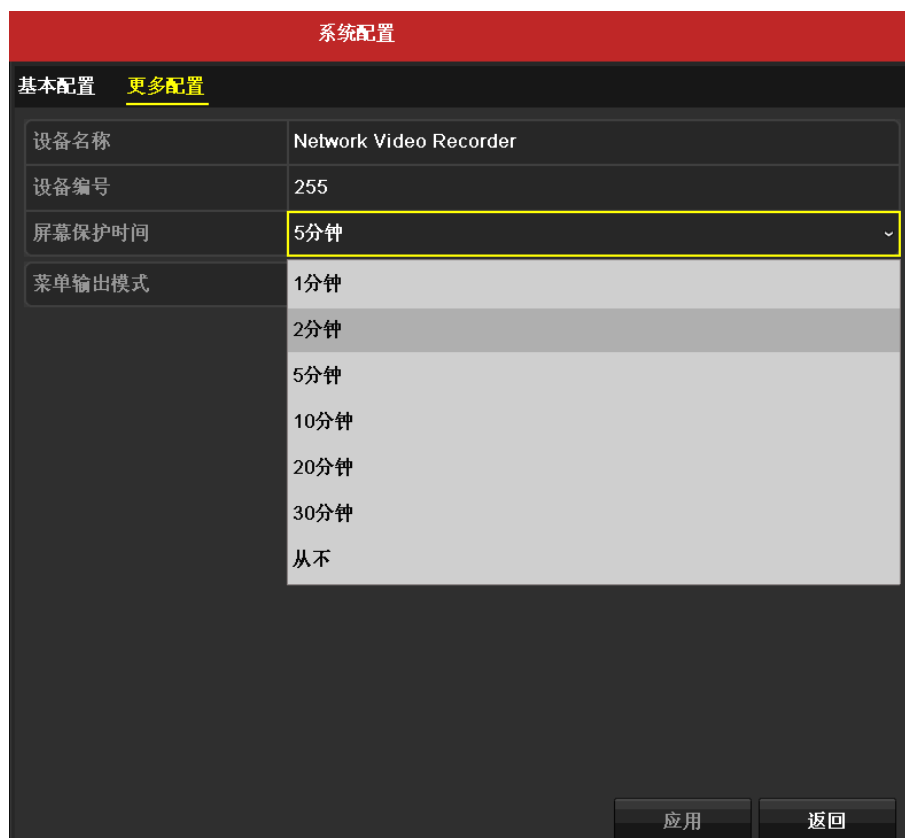 系统配置
基本配置 更多配置
设备名称 Network Video Recorder
设备编号 255
屏幕保护时间 5分钟
菜单输出模式 1分钟
2分钟
5分钟
10分钟
20分钟
30分钟
从不
应用 返回